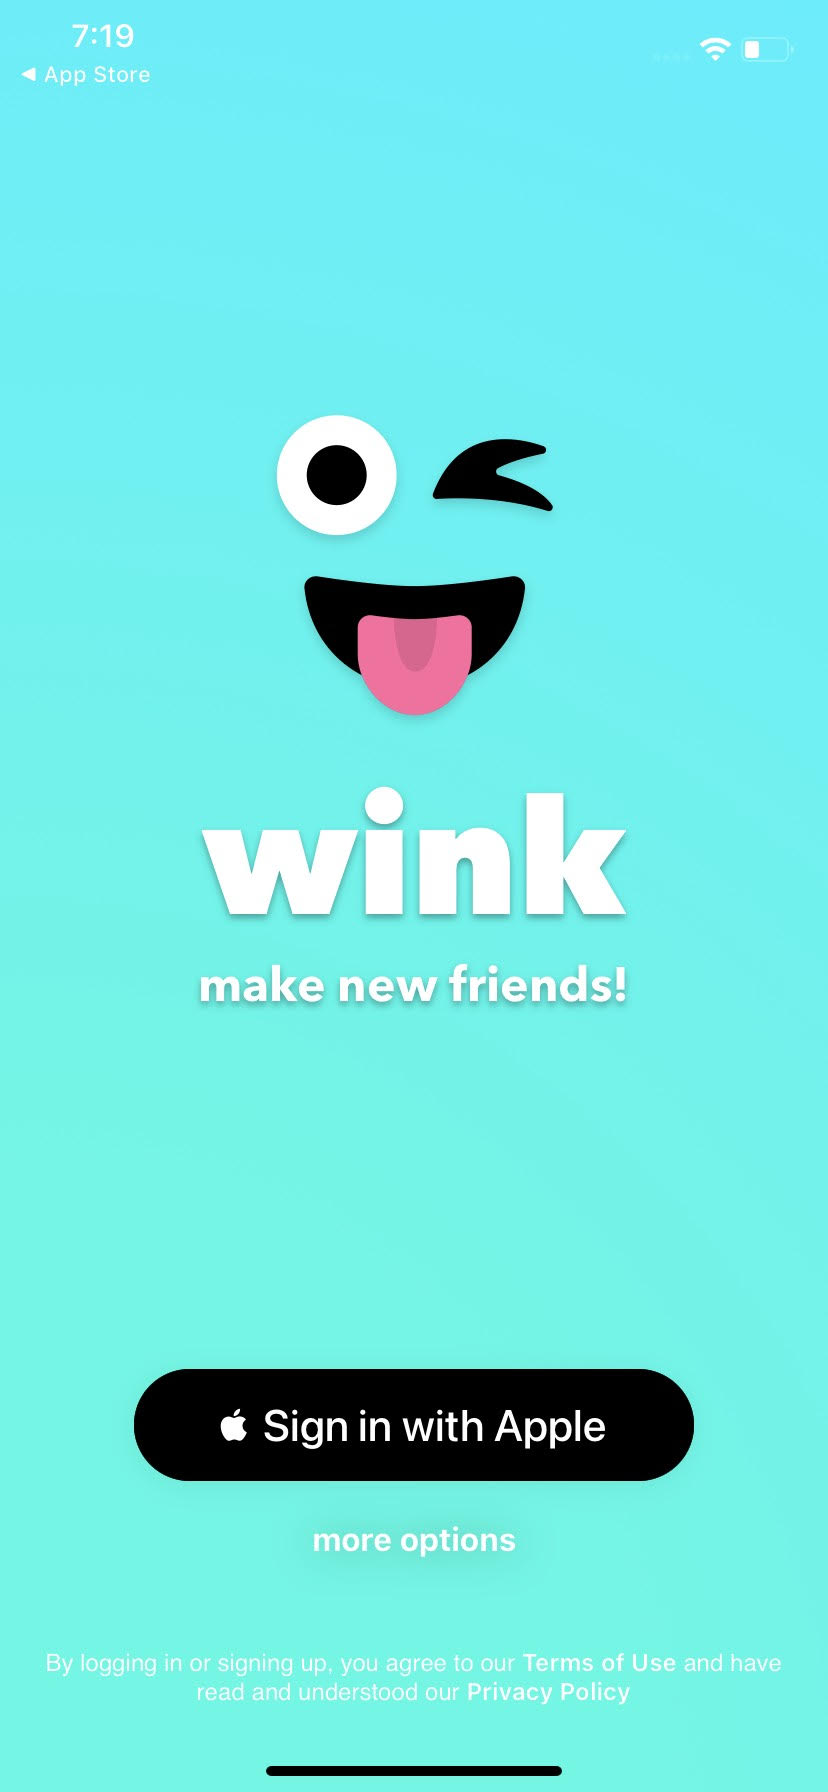 7:19
◀ App Store
wink
make new friends!
Sign in with Apple
more options
By logging in or signing up, you agree to our Terms of Use and have
read and understood our Privacy Policy